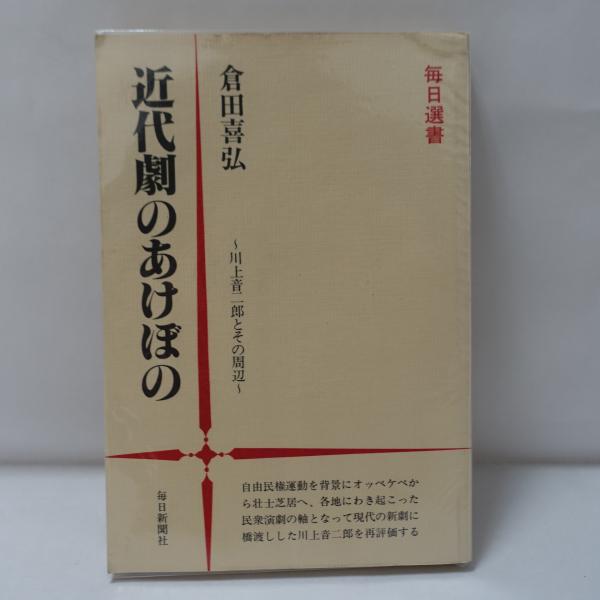 毎日選書
倉田喜弘
近代劇のあけぼの
～川上音二郎とその周辺～
毎日新聞社
自由民権運動を背景にオッペケペか
ら壮士芝居へ、各地にわき起こった
民衆演劇の軸となって現代の新劇に
橋渡しした川上音二郎を再評価する